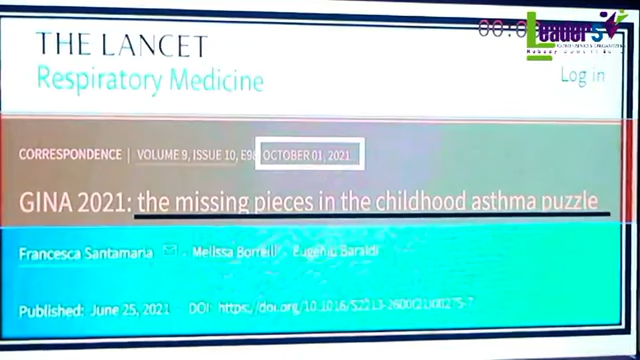 Leader's
THE LANCET
Respiratory Medicine
Log in
CORRESPONDENCE | VOLUME 9, ISSUE 10, E98 OCTOBER 01, 2021
GINA 2021: the missing pieces in the childhood asthma puzzle
Francesca Santamaria Melissa Borrelli Eugenio Baraldi
Published: June 25, 2021 DOI: https://doi.org/10.1016/S2213-2600(21)00275-7